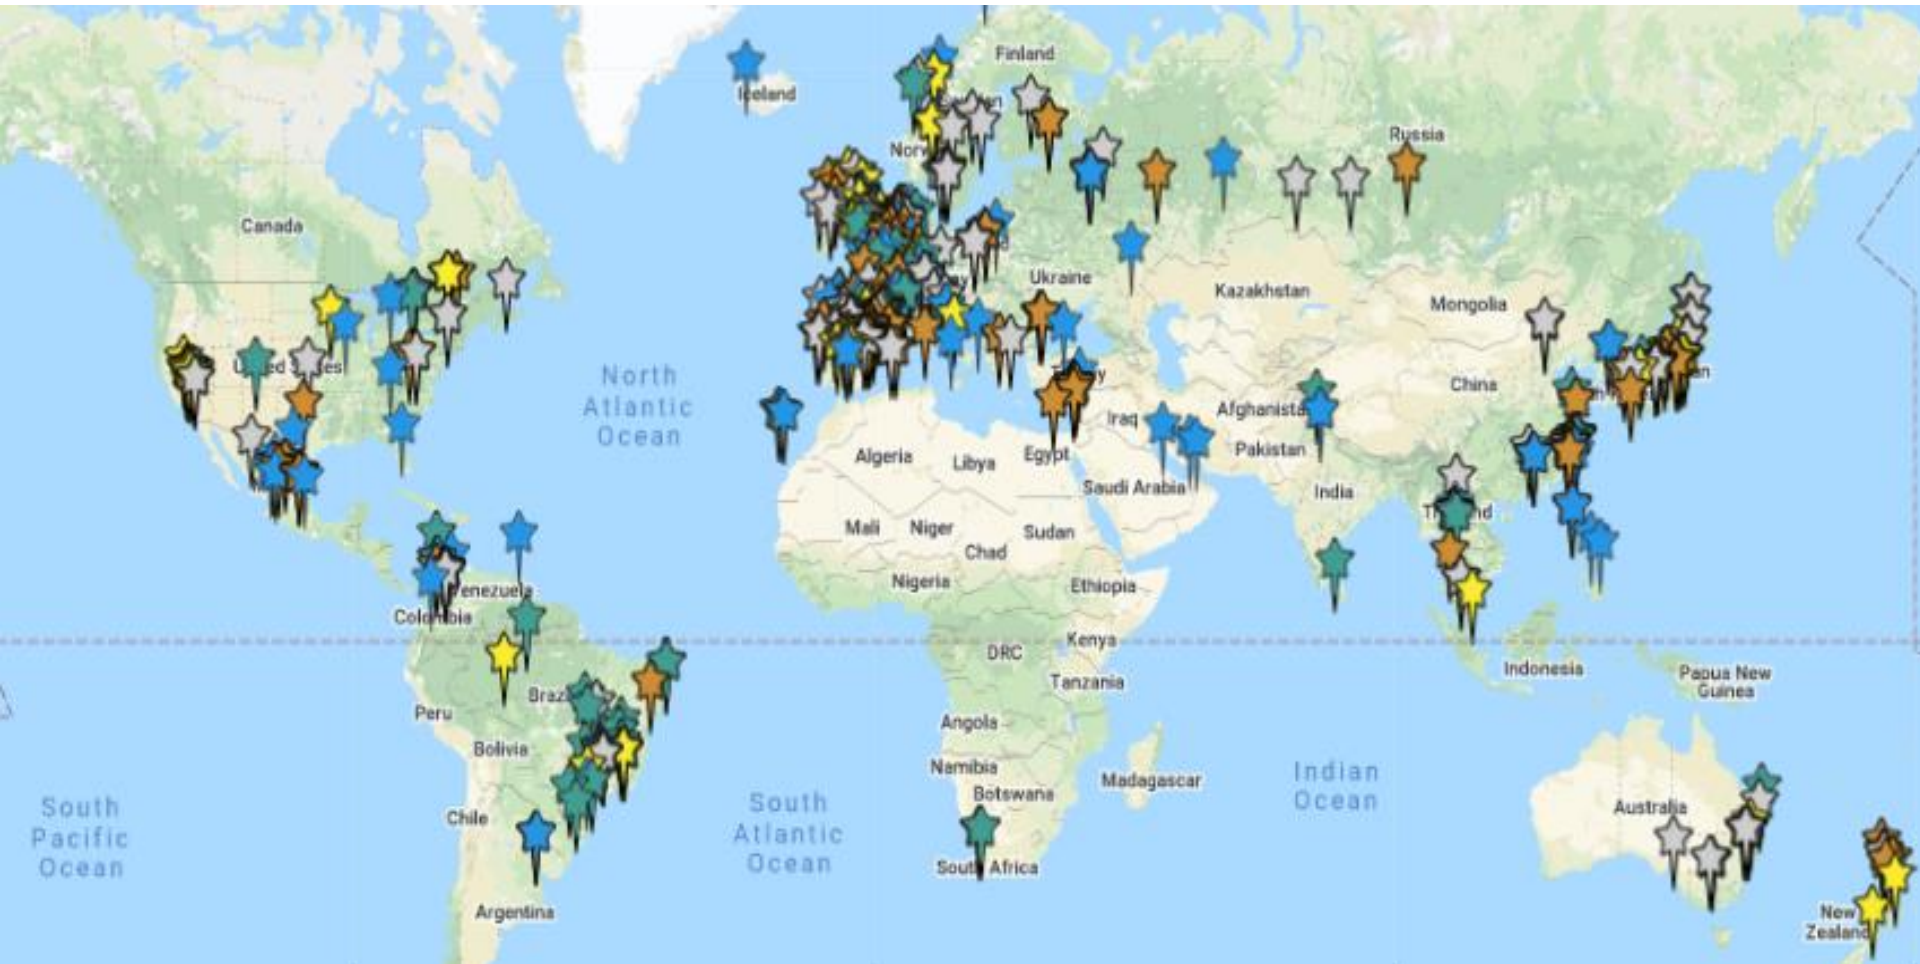 Finland
Iceland
Russia
Canada
Ukraine
Kazakhstan
Mongolia
North
Atlantic
Ocean
China
Iraq
Algeria
Libya
Egypt
Pakistan
Saudi Arabia
India
Mali
Niger
Sudan
Chad
Nigeria
Ethiopia
Kenya
DRC
Tanzania
Indonesia
Papua New
Guinea
Peru
Angola
Bolivia
Namibia
Madagascar
Botswana
Indian
Ocean
South
Pacific
Ocean
Chile
South
Atlantic
Ocean
Australia
South Africa
Argentina
New
Zealand